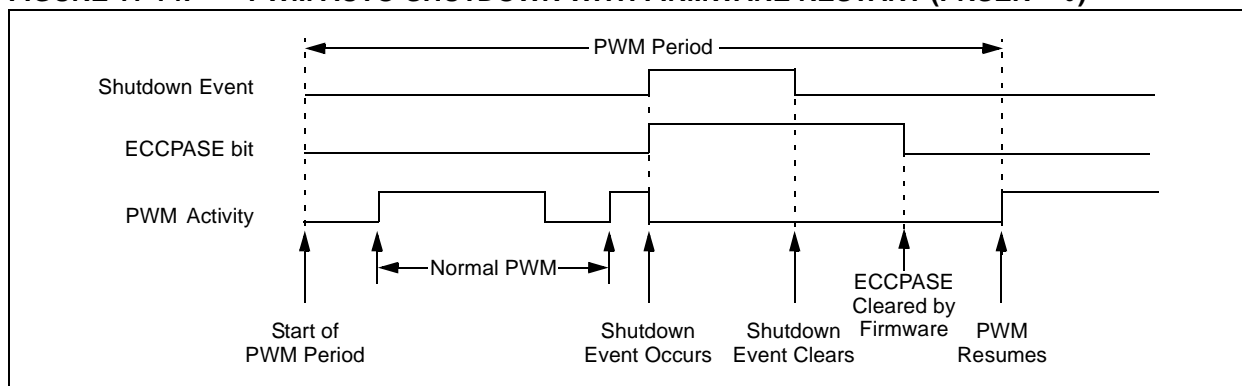 PWM Period
Shutdown Event
ECCPASE bit
PWM Activity
Normal PWM
Start of
PWM Period
Shutdown
Event Occurs
Shutdown
Event Clears
ECCPASE
Cleared by
Firmware
PWM
Resumes